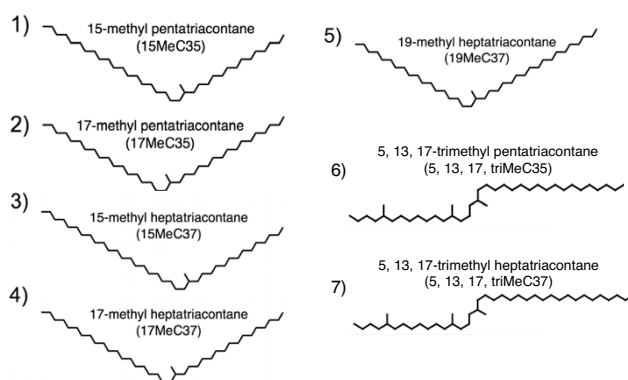 1)
15-methyl pentatriacontane
(15MeC35)
2)
17-methyl pentatriacontane
(17MeC35)
3)
15-methyl heptatriacontane
(15MeC37)
4)
17-methyl heptatriacontane
(17MeC37)
5)
19-methyl heptatriacontane
(19MeC37)
6)
5, 13, 17-trimethyl pentatriacontane
(5, 13, 17, triMeC35)
7)
5, 13, 17-trimethyl heptatriacontane
(5, 13, 17, triMeC37)